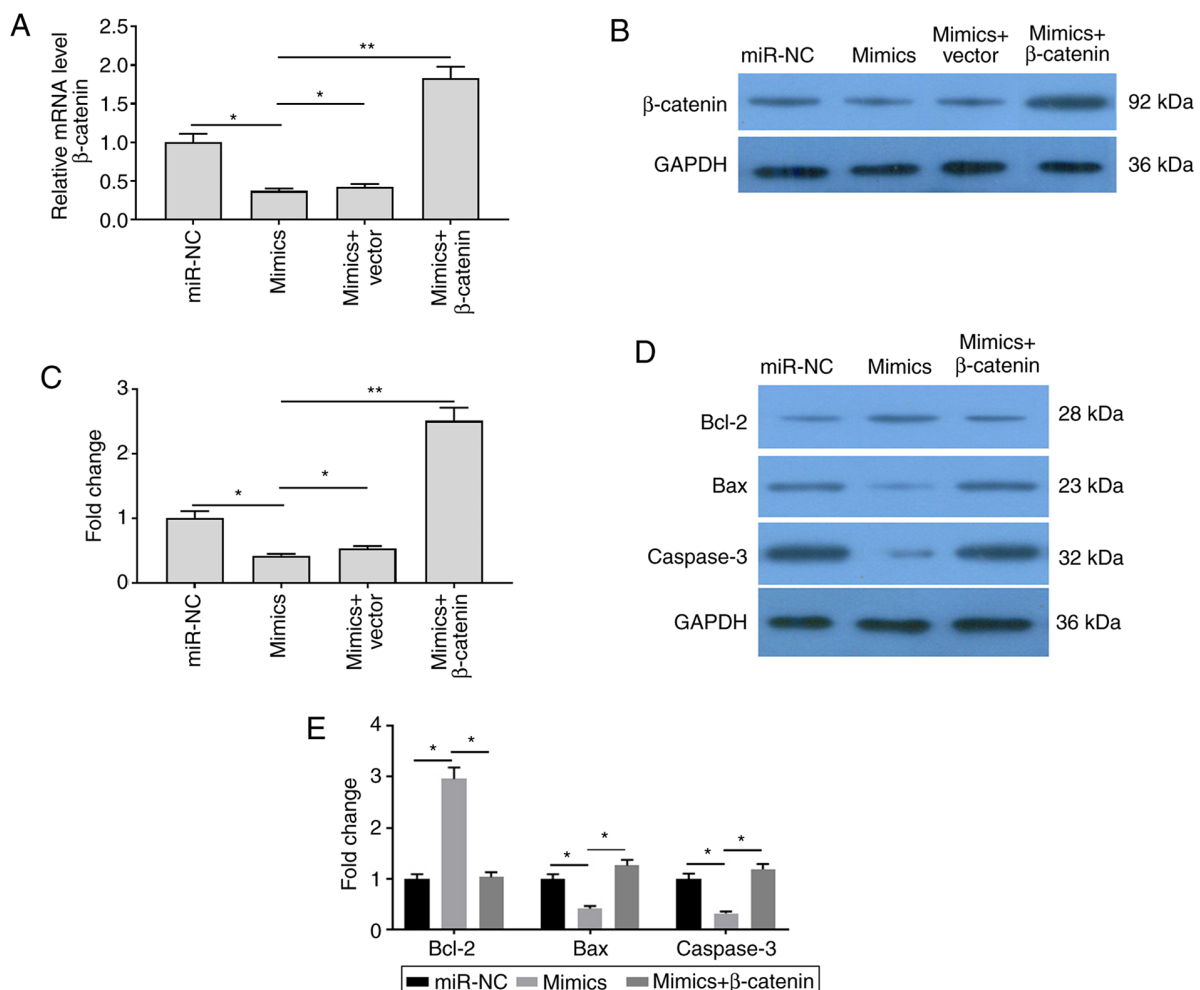 A
Relative mRNA level
β-catenin
2.5
2.0
1.5
1.0
0.5
0.0
*
*
**
miR-NC
Mimics
Mimics+
vector
Mimics+
β-catenin
B
miR-NC
Mimics
Mimics+
vector
Mimics+
β-catenin
β-catenin
92 kDa
GAPDH
36 kDa
C
Fold change
3
2
1
0
*
*
**
miR-NC
Mimics
Mimics+
vector
Mimics+
β-catenin
D
miR-NC
Mimics
Mimics+
β-catenin
Bcl-2
28 kDa
Bax
23 kDa
Caspase-3
32 kDa
GAPDH
36 kDa
E
Fold change
4
3
2
1
0
*
*
*
*
*
*
Bcl-2
Bax
Caspase-3
miR-NC
Mimics
Mimics+β-catenin